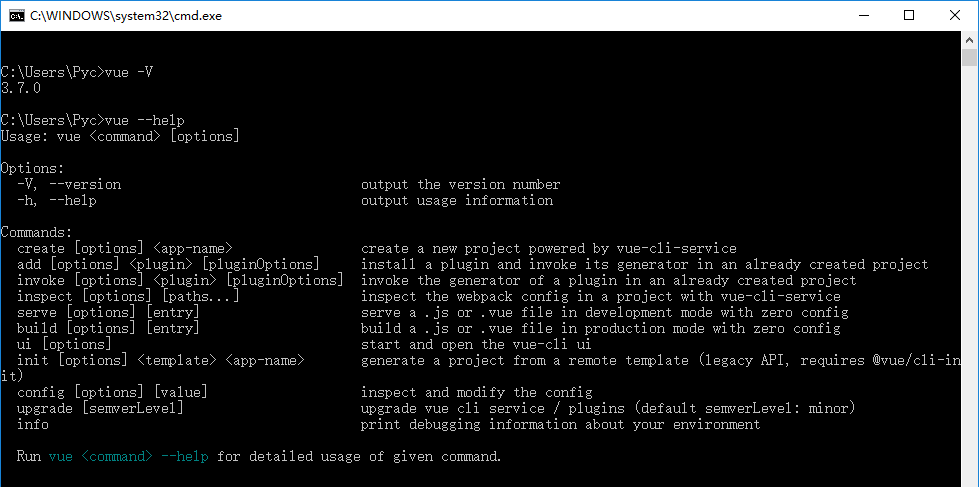 C:\WINDOWS\system32\cmd.exe
C:\Users\Pyc>vue -V
3.7.0
C:\Users\Pyc>vue --help
Usage: vue <command> [options]
Options:
-V, --version output the version number
-h, --help output usage information
Commands:
create [options] <app-name> create a new project powered by vue-cli-service
add [options] <plugin> [pluginOptions] install a plugin and invoke its generator in an already created project
invoke [options] <plugin> [pluginOptions] invoke the generator of a plugin in an already created project
inspect [options] [paths...] inspect the webpack config in a project with vue-cli-service
serve [options] [entry] serve a .js or .vue file in development mode with zero config
build [options] [entry] build a .js or .vue file in production mode with zero config
ui [options] start and open the vue-cli ui
init [options] <template> <app-name> generate a project from a remote template (legacy API, requires @vue/cli-in
it)
config [options] [value] inspect and modify the config
upgrade [semverLevel] upgrade vue cli service / plugins (default semverLevel: minor)
info print debugging information about your environment
Run vue <command> --help for detailed usage of given command.